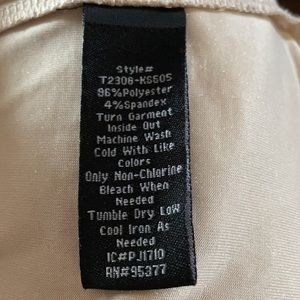 Style#
T2308-KS505
96%Polyester
4%Spandex
Turn Garment
Inside Out
Machine Wash
Cold With Like
Colors
Only Non-Chlorine
Bleach When
Needed
Tumble Dry Low
Cool Iron As
Needed
IC#PJ1710
RN#95377